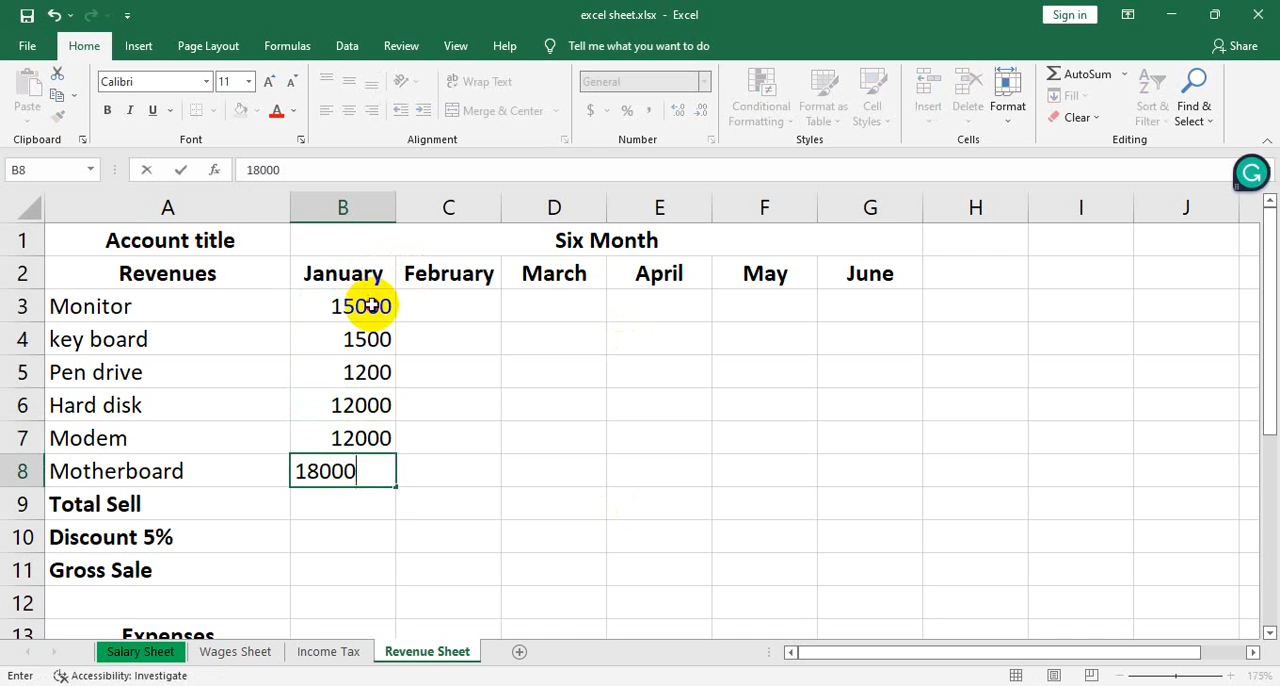 excel sheet.xlsx - Excel
Sign in
File Home Insert Page Layout Formulas Data Review View Help Tell me what you want to do Share
Calibri 11 Wrap Text General AutoSum
Paste Fill
Merge & Center Conditional Formatting Format as Table Cell Styles Insert Delete Format Clear Sort & Filter Find & Select
Clipboard Font Alignment Number Styles Cells Editing
B8 fx 18000
A B C D E F G H I J
1 Account title Six Month
2 Revenues January February March April May June
3 Monitor 15000
4 key board 1500
5 Pen drive 1200
6 Hard disk 12000
7 Modem 12000
8 Motherboard 18000
9 Total Sell
10 Discount 5%
11 Gross Sale
12
13 Expenses
Salary Sheet Wages Sheet Income Tax Revenue Sheet
Enter Accessibility: Investigate 175%